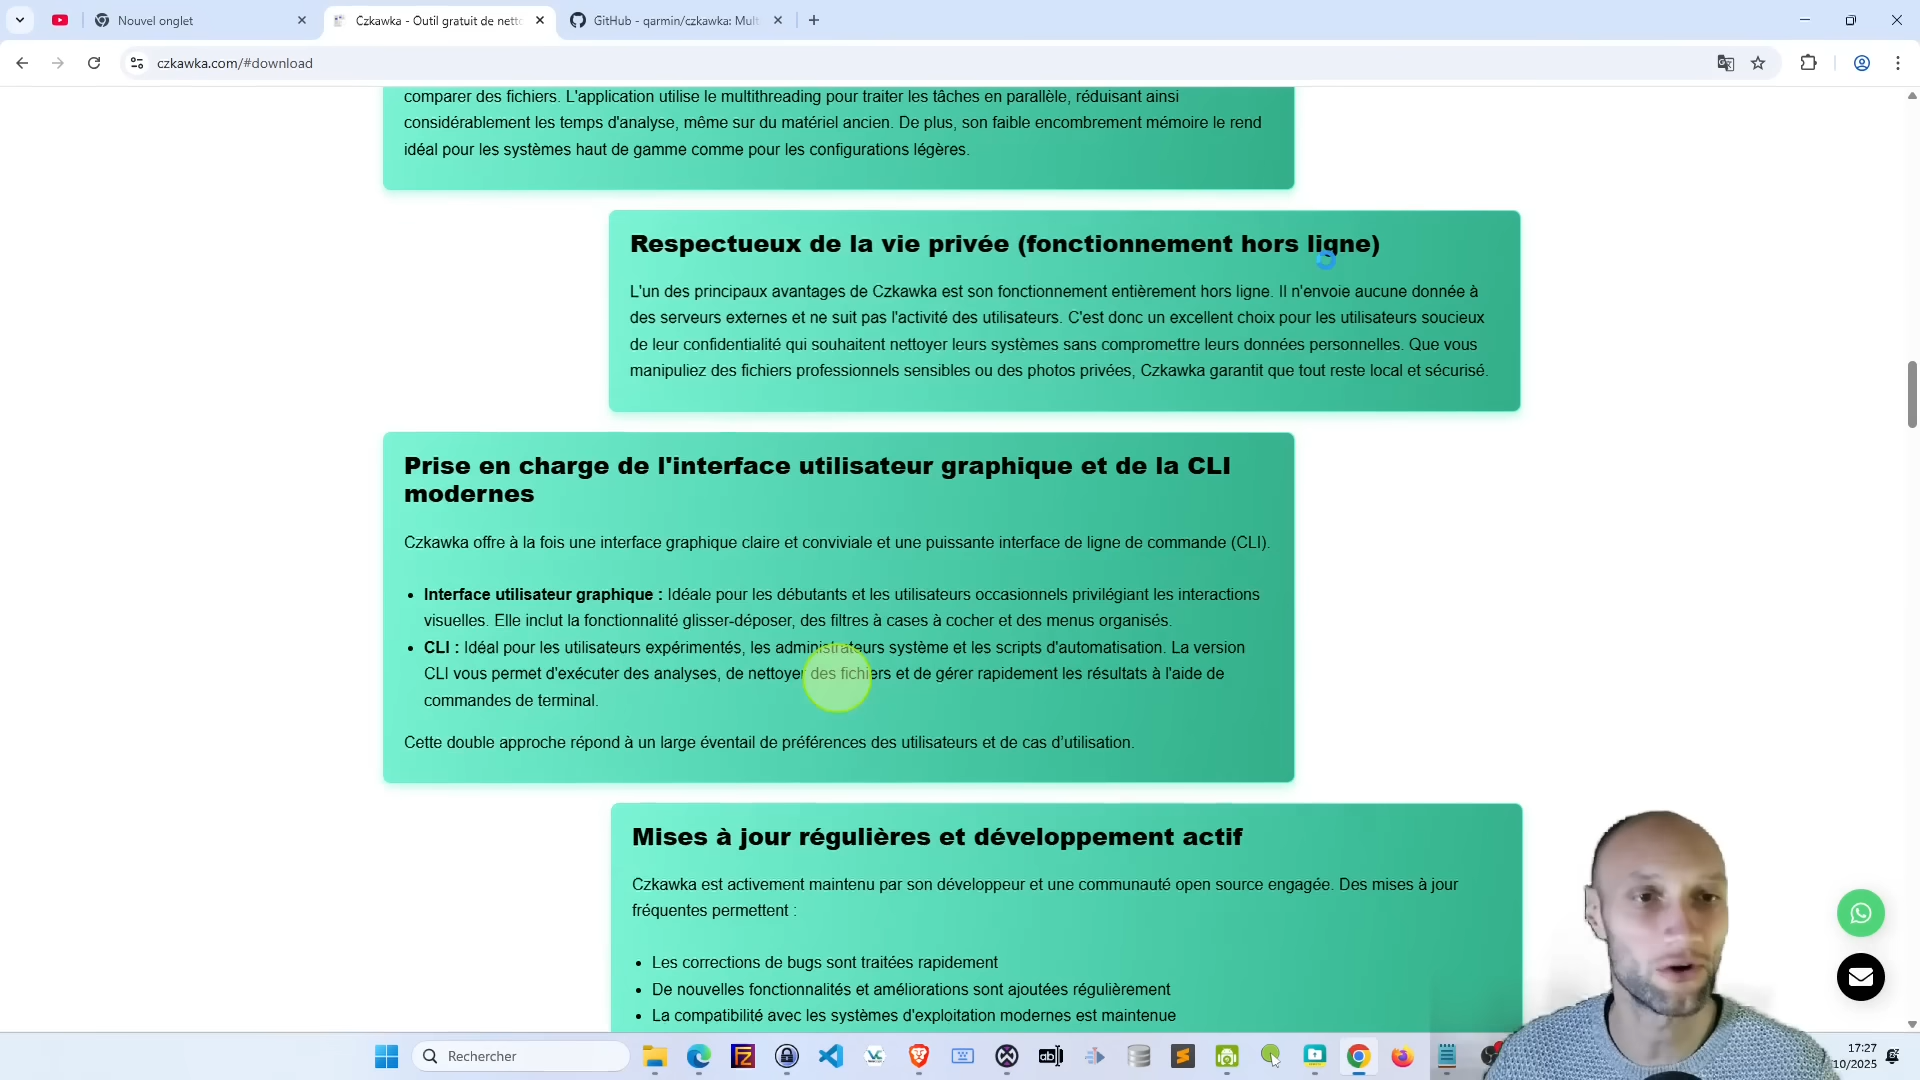 Nouvel onglet
Czkawka - Outil gratuit de netto
GitHub - qarmin/czkawka: Mult
czkawka.com/#download
comparer des fichiers. L'application utilise le multithreading pour traiter les tâches en parallèle, réduisant ainsi
considérablement les temps d'analyse, même sur du matériel ancien. De plus, son faible encombrement mémoire le rend
idéal pour les systèmes haut de gamme comme pour les configurations légères.
Respectueux de la vie privée (fonctionnement hors ligne)
L'un des principaux avantages de Czkawka est son fonctionnement entièrement hors ligne. Il n'envoie aucune donnée à
des serveurs externes et ne suit pas l'activité des utilisateurs. C'est donc un excellent choix pour les utilisateurs soucieux
de leur confidentialité qui souhaitent nettoyer leurs systèmes sans compromettre leurs données personnelles. Que vous
manipuliez des fichiers professionnels sensibles ou des photos privées, Czkawka garantit que tout reste local et sécurisé.
Prise en charge de l'interface utilisateur graphique et de la CLI
modernes
Czkawka offre à la fois une interface graphique claire et conviviale et une puissante interface de ligne de commande (CLI).
• Interface utilisateur graphique : Idéale pour les débutants et les utilisateurs occasionnels privilégiant les interactions
visuelles. Elle inclut la fonctionnalité glisser-déposer, des filtres à cases à cocher et des menus organisés.
• CLI : Idéal pour les utilisateurs expérimentés, les administrateurs système et les scripts d'automatisation. La version
CLI vous permet d'exécuter des analyses, de nettoyer des fichiers et de gérer rapidement les résultats à l'aide de
commandes de terminal.
Cette double approche répond à un large éventail de préférences des utilisateurs et de cas d’utilisation.
Mises à jour régulières et développement actif
Czkawka est activement maintenu par son développeur et une communauté open source engagée. Des mises à jour
fréquentes permettent :
• Les corrections de bugs sont traitées rapidement
• De nouvelles fonctionnalités et améliorations sont ajoutées régulièrement
• La compatibilité avec les systèmes d'exploitation modernes est maintenue
Rechercher
17:27
10/2025